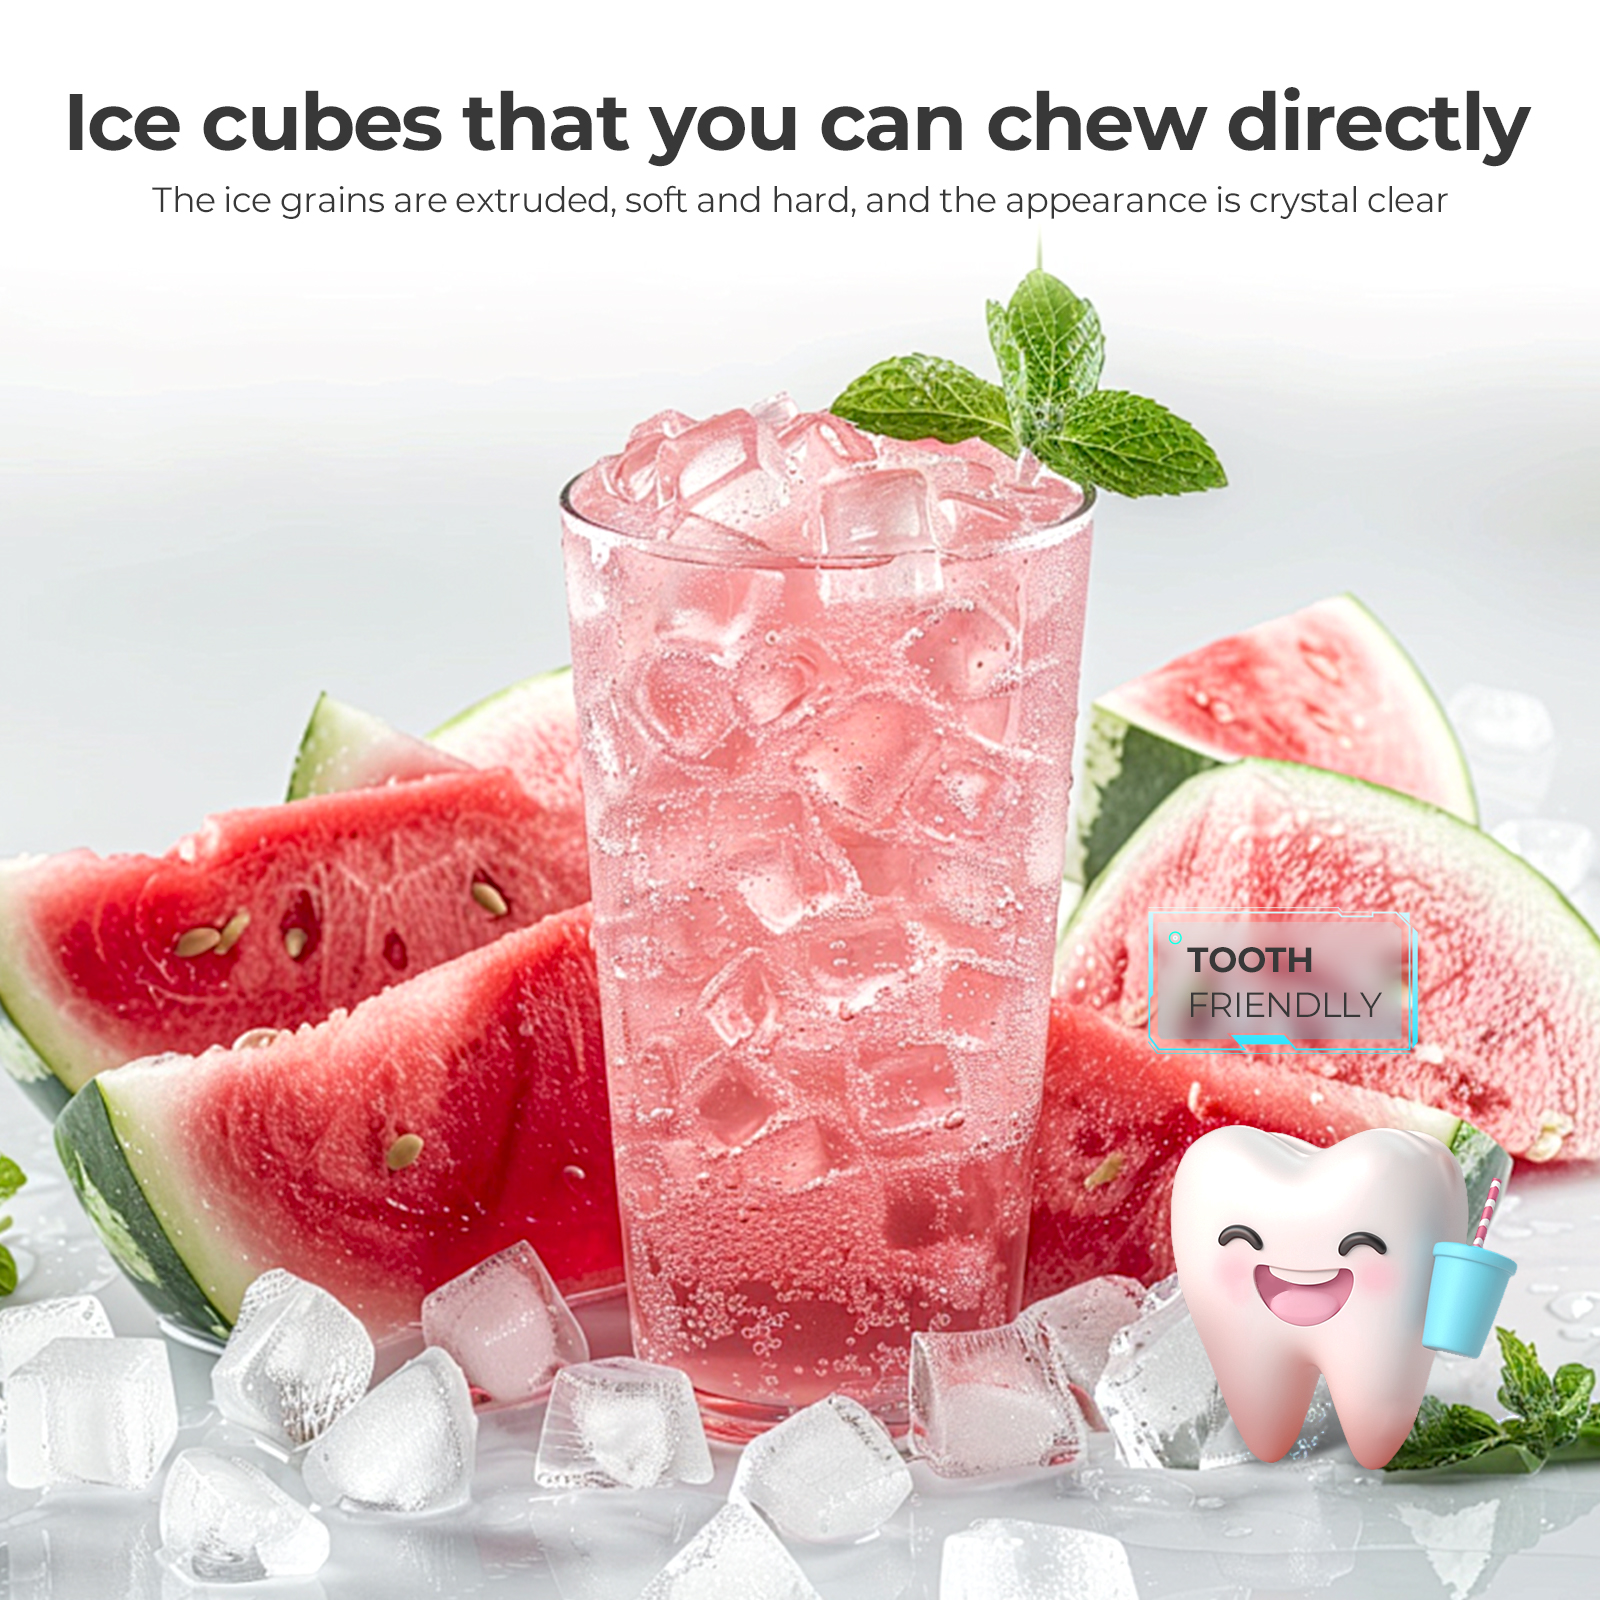 Ice cubes that you can chew directly
The ice grains are extruded, soft and hard, and the appearance is crystal clear
TOOTH
FRIENDLLY